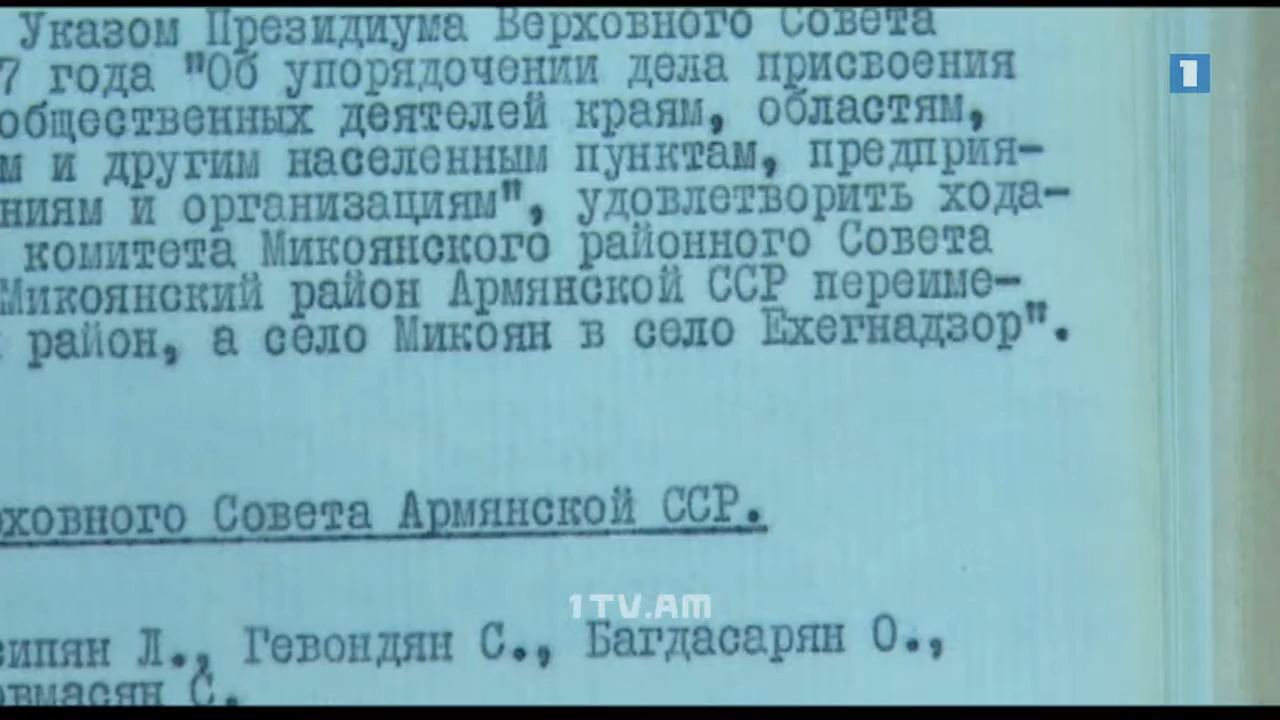 Указом Президиума Верховного Совета
7 года "Об упорядочении дела присвоения
общественных деятелей краям, областям,
м и другим населенным пунктам, предприя-
ниям и организациям", удовлетворить хода-
комитета Микоянского районного Совета
Микоянский район Армянской ССР переиме-
район, а село Микоян в село Ехегнадзор".
рховного Совета Армянской ССР.
1TV.AM
сипян Л., Гевондян С., Багдасарян О.,
овмасян С.
1